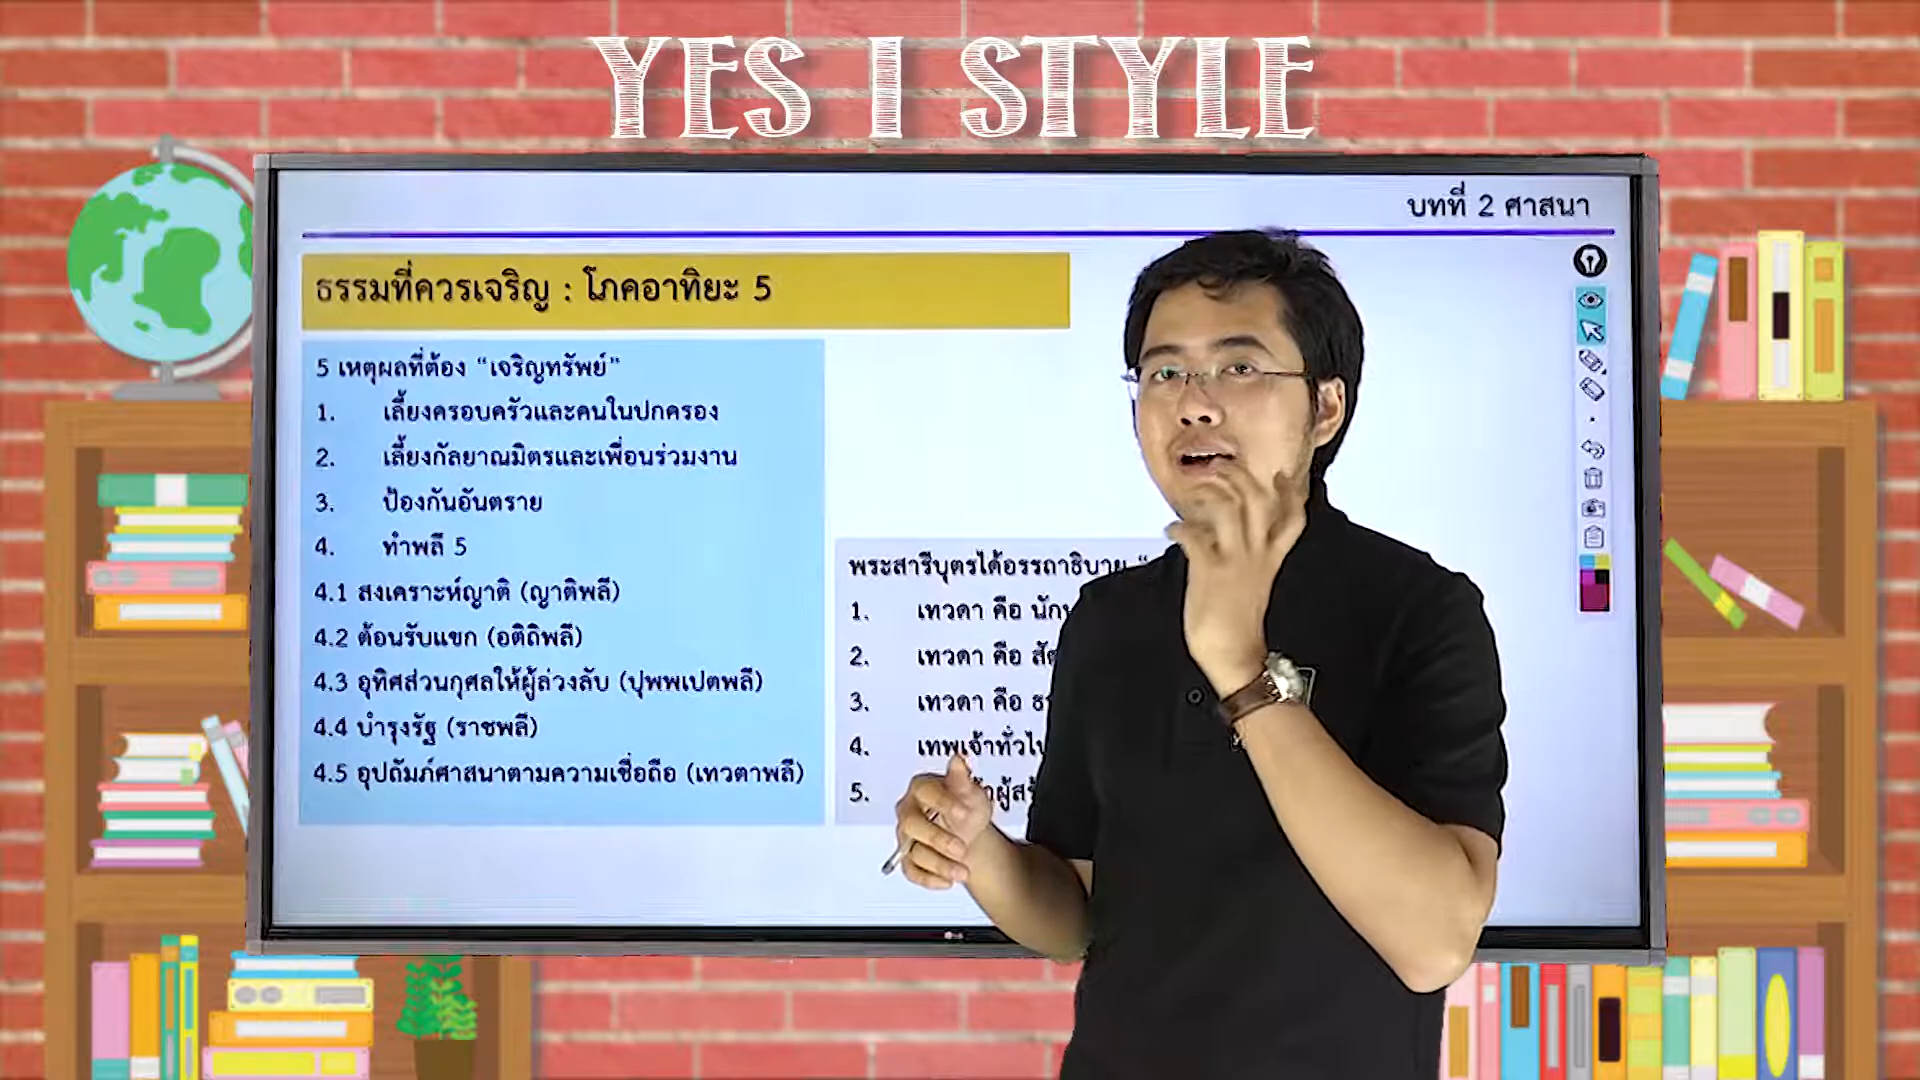 YES I STYLE
บทที่ 2 ศาสนา
ธรรมที่ควรเจริญ : โภคอาทิยะ 5
5 เหตุผลที่ต้อง “เจริญทรัพย์”
1. เลี้ยงครอบครัวและคนในปกครอง
2. เลี้ยงกัลยาณมิตรและเพื่อนร่วมงาน
3. ป้องกันอันตราย
4. ทำพลี 5
4.1 สงเคราะห์ญาติ (ญาติพลี)
4.2 ต้อนรับแขก (อติถิพลี)
4.3 อุทิศส่วนกุศลให้ผู้ล่วงลับ (ปุพพเปตพลี)
4.4 บำรุงรัฐ (ราชพลี)
4.5 อุปถัมภ์ศาสนาตามความเชื่อถือ (เทวตาพลี)
พระสารีบุตรได้อรรถาธิบาย “
1. เทวดา คือ
2. เทวดา คือ
3. เทวดา คือ
4. เทพเจ้าทั่วไป
5.